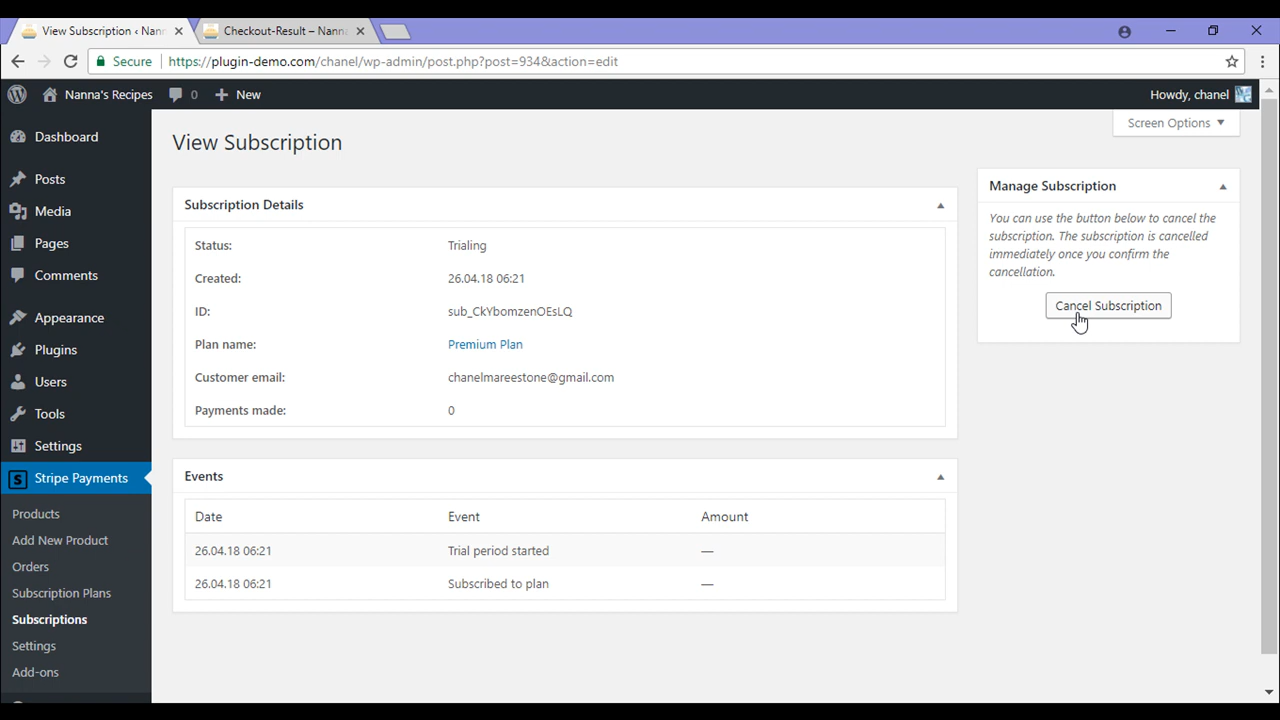 View Subscription ‹ Nann
Checkout-Result – Nann
Secure
https://plugin-demo.com/chanel/wp-admin/post.php?post=934&action=edit
Nanna's Recipes
0
New
Howdy, chanel
Screen Options
Dashboard
Posts
Media
Pages
Comments
Appearance
Plugins
Users
Tools
Settings
S
Stripe Payments
Products
Add New Product
Orders
Subscription Plans
Subscriptions
Settings
Add-ons
View Subscription
Subscription Details
Status: Trialing
Created: 26.04.18 06:21
ID: sub_CkYbomzenOEsLQ
Plan name: Premium Plan
Customer email: chanelmareestone@gmail.com
Payments made: 0
Events
Date Event Amount
26.04.18 06:21 Trial period started —
26.04.18 06:21 Subscribed to plan —
Manage Subscription
You can use the button below to cancel the
subscription. The subscription is cancelled
immediately once you confirm the
cancellation.
Cancel Subscription